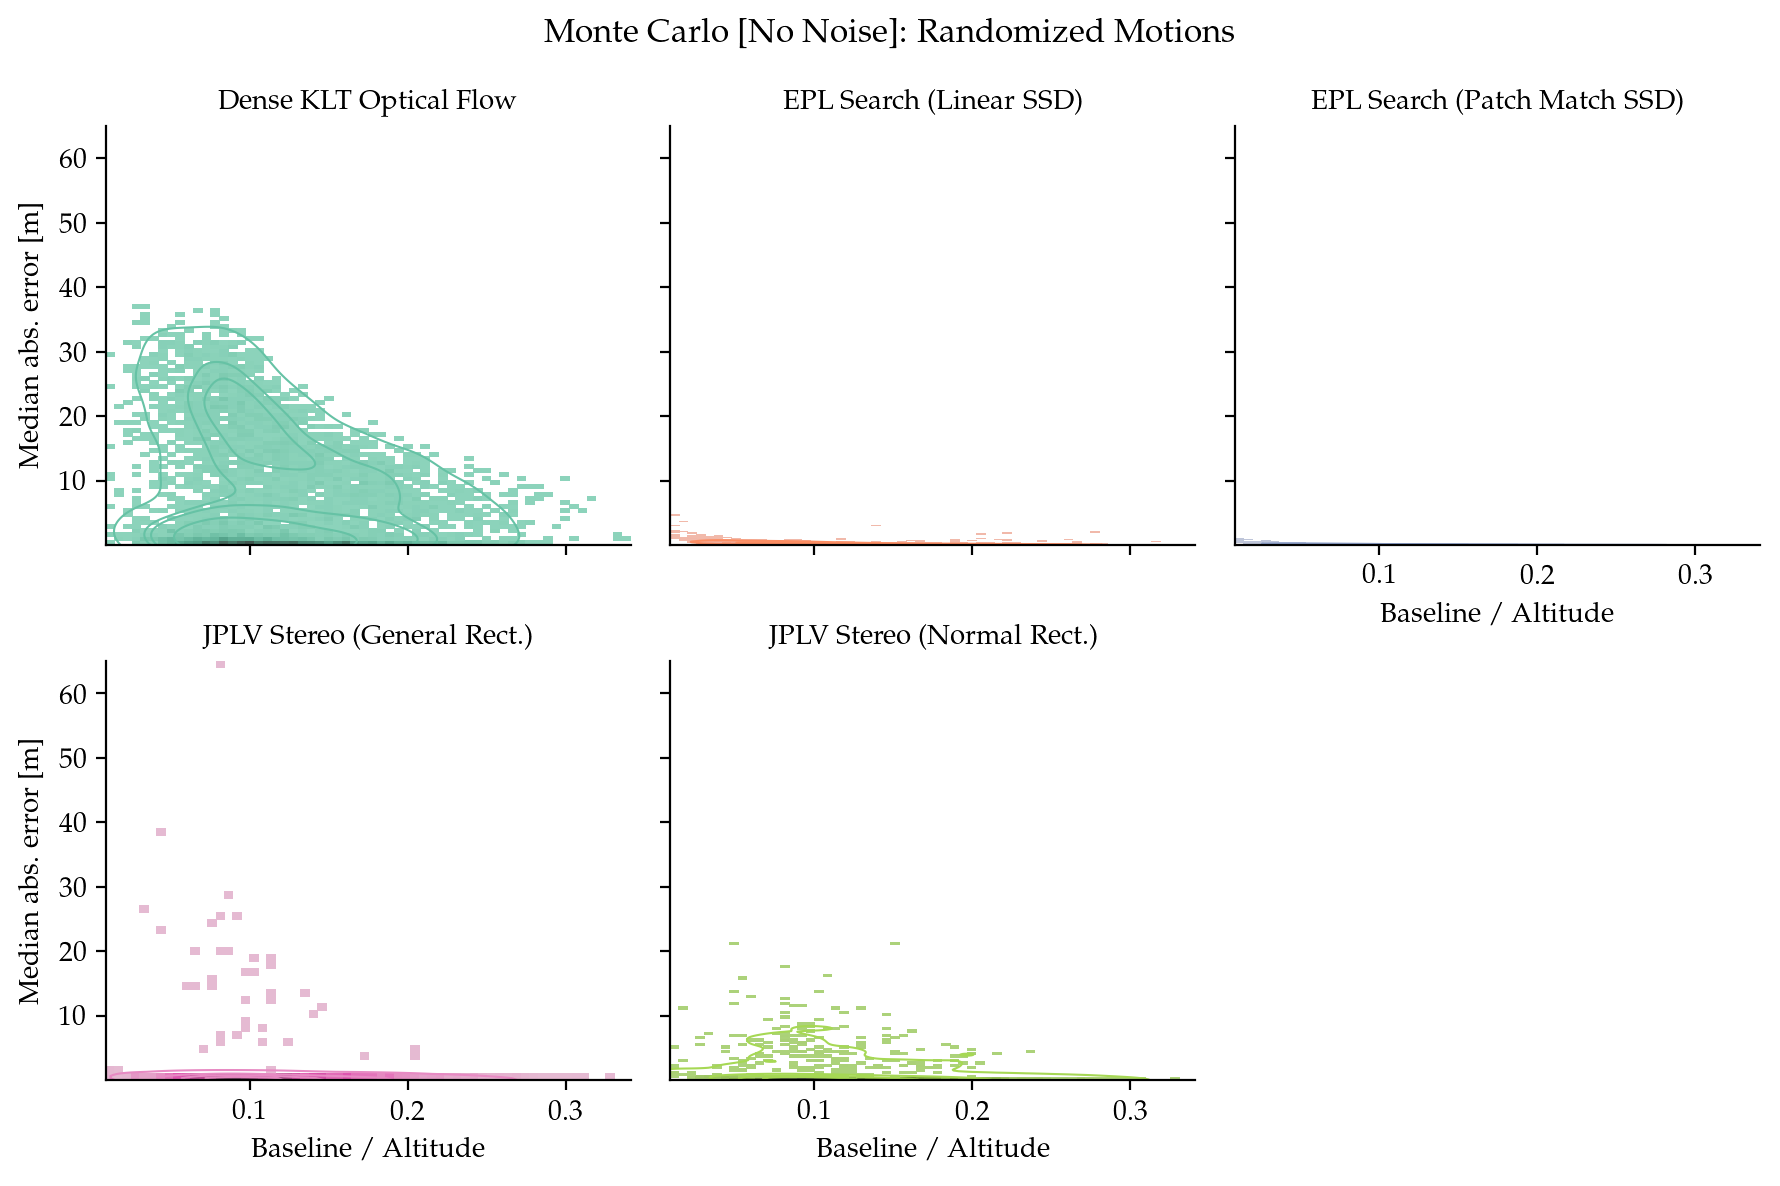 Monte Carlo [No Noise]: Randomized Motions
Dense KLT Optical Flow
EPL Search (Linear SSD)
EPL Search (Patch Match SSD)
Median abs. error [m]
60
50
40
30
20
10
0.1
0.2
0.3
Baseline / Altitude
JPLV Stereo (General Rect.)
JPLV Stereo (Normal Rect.)
Median abs. error [m]
60
50
40
30
20
10
0.1
0.2
0.3
Baseline / Altitude
0.1
0.2
0.3
Baseline / Altitude